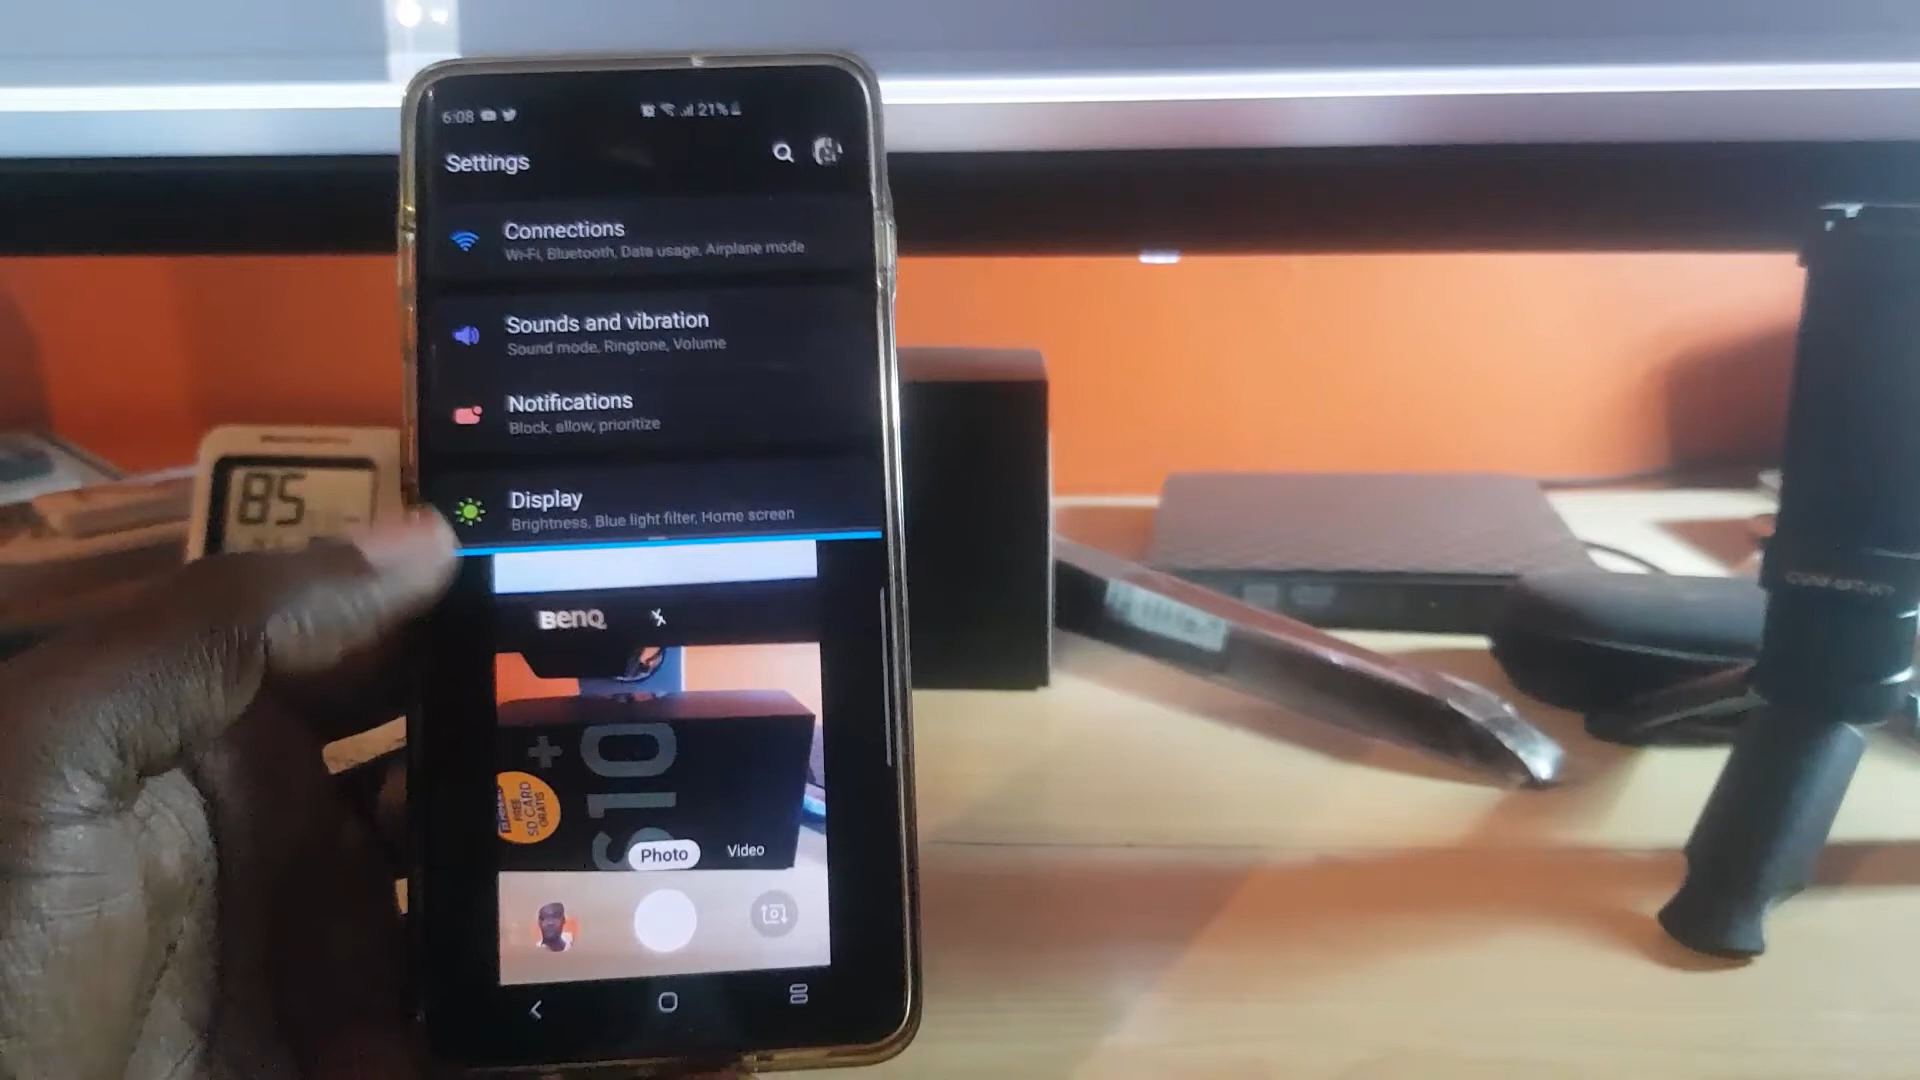 6:08
21%
Settings
Connections
Wi-Fi, Bluetooth, Data usage, Airplane mode
Sounds and vibration
Sound mode, Ringtone, Volume
Notifications
Block, allow, prioritize
Display
Brightness, Blue light filter, Home screen
85
BenQ
S10+
FREE
SD CARD
GRATIS
Photo
Video